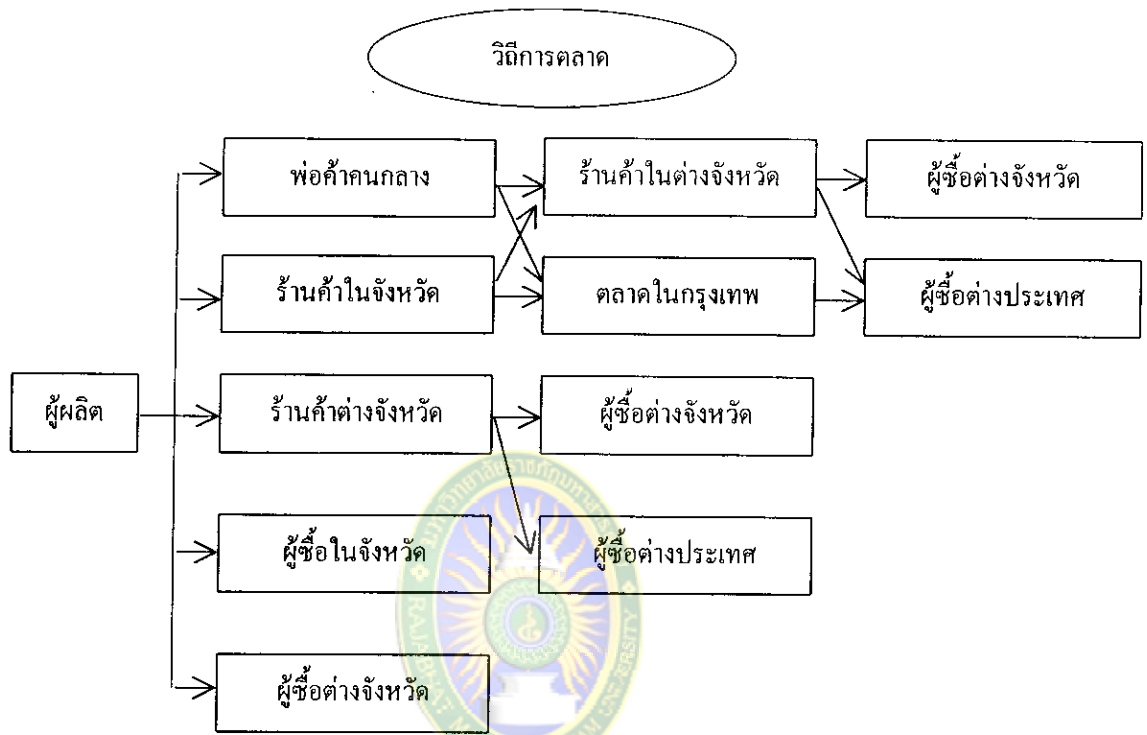 วิถีการตลาด
พ่อค้าคนกลาง
ร้านค้าในต่างจังหวัด
ผู้ซื้อต่างจังหวัด
ร้านค้าในจังหวัด
ตลาดในกรุงเทพ
ผู้ซื้อต่างประเทศ
ผู้ผลิต
ร้านค้าต่างจังหวัด
ผู้ซื้อต่างจังหวัด
ผู้ซื้อในจังหวัด
ผู้ซื้อต่างประเทศ
ผู้ซื้อต่างจังหวัด